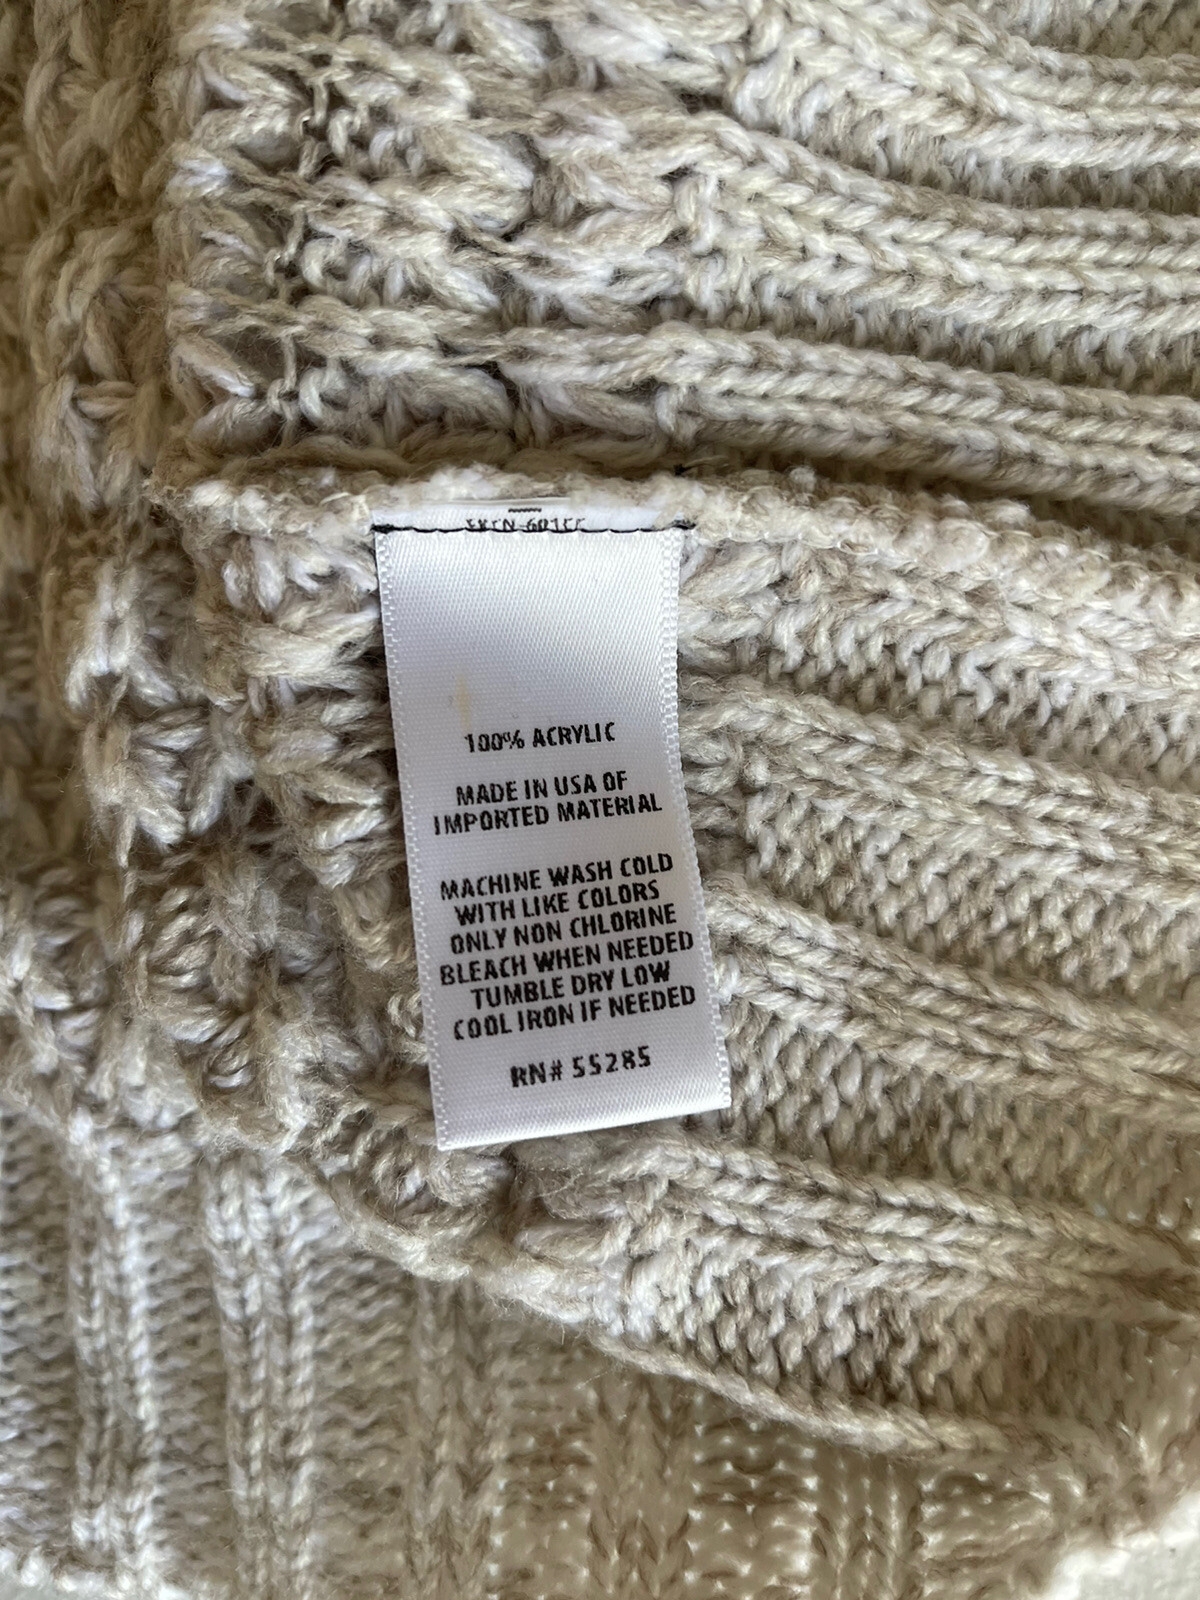 100% ACRYLIC
MADE IN USA OF
IMPORTED MATERIAL
MACHINE WASH COLD
WITH LIKE COLORS
ONLY NON CHLORINE
BLEACH WHEN NEEDED
TUMBLE DRY LOW
COOL IRON IF NEEDED
RN# 55285